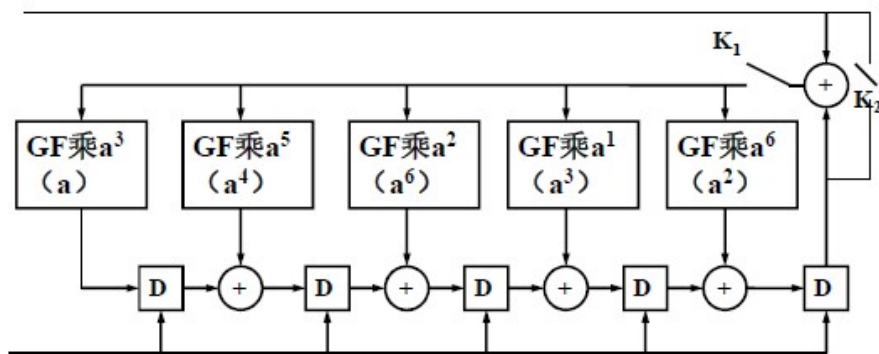 K₁
+
K₂
GF乘a³
(a)
GF乘a⁵
(a⁴)
GF乘a²
(a⁶)
GF乘a¹
(a³)
GF乘a⁶
(a²)
D
+
D
+
D
+
D
+
D